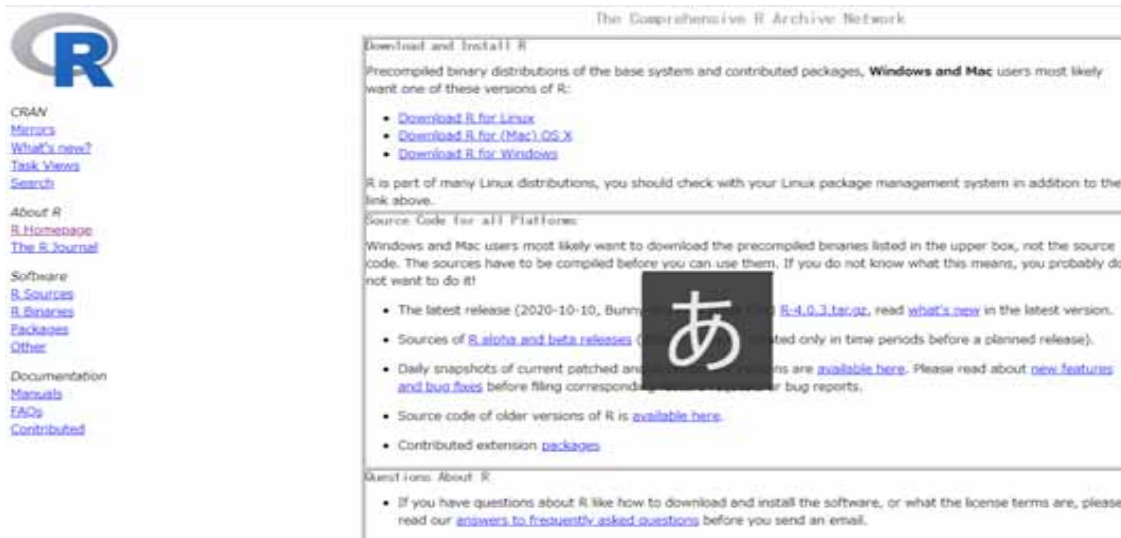 R
CRAN
Mirrors
What's new?
Task Views
Search
About R
R Homepage
The R Journal
Software
R Sources
R Binaries
Packages
Other
Documentation
Manuals
FAQs
Contributed
The Comprehensive R Archive Network
Download and Install R
Precompiled binary distributions of the base system and contributed packages, Windows and Mac users most likely
want one of these versions of R:
Download R for Linux
Download R for (Mac) OS X
Download R for Windows
R is part of many Linux distributions, you should check with your Linux package management system in addition to the
link above.
Source Code for all Platforms
Windows and Mac users most likely want to download the precompiled binaries listed in the upper box, not the source
code. The sources have to be compiled before you can use them. If you do not know what this means, you probably do
not want to do it!
The latest release (2020-10-10, Bunny R-4.0.3.tar.gz, read what's new in the latest version.
Sources of R alpha and beta releases only in time periods before a planned release).
Daily snapshots of current patched are available here. Please read about new features
and bug fixes before filing bug reports.
Source code of older versions of R is available here.
Contributed extension packages
あ
Questions About R
If you have questions about R like how to download and install the software, or what the license terms are, please
read our answers to frequently asked questions before you send an email.